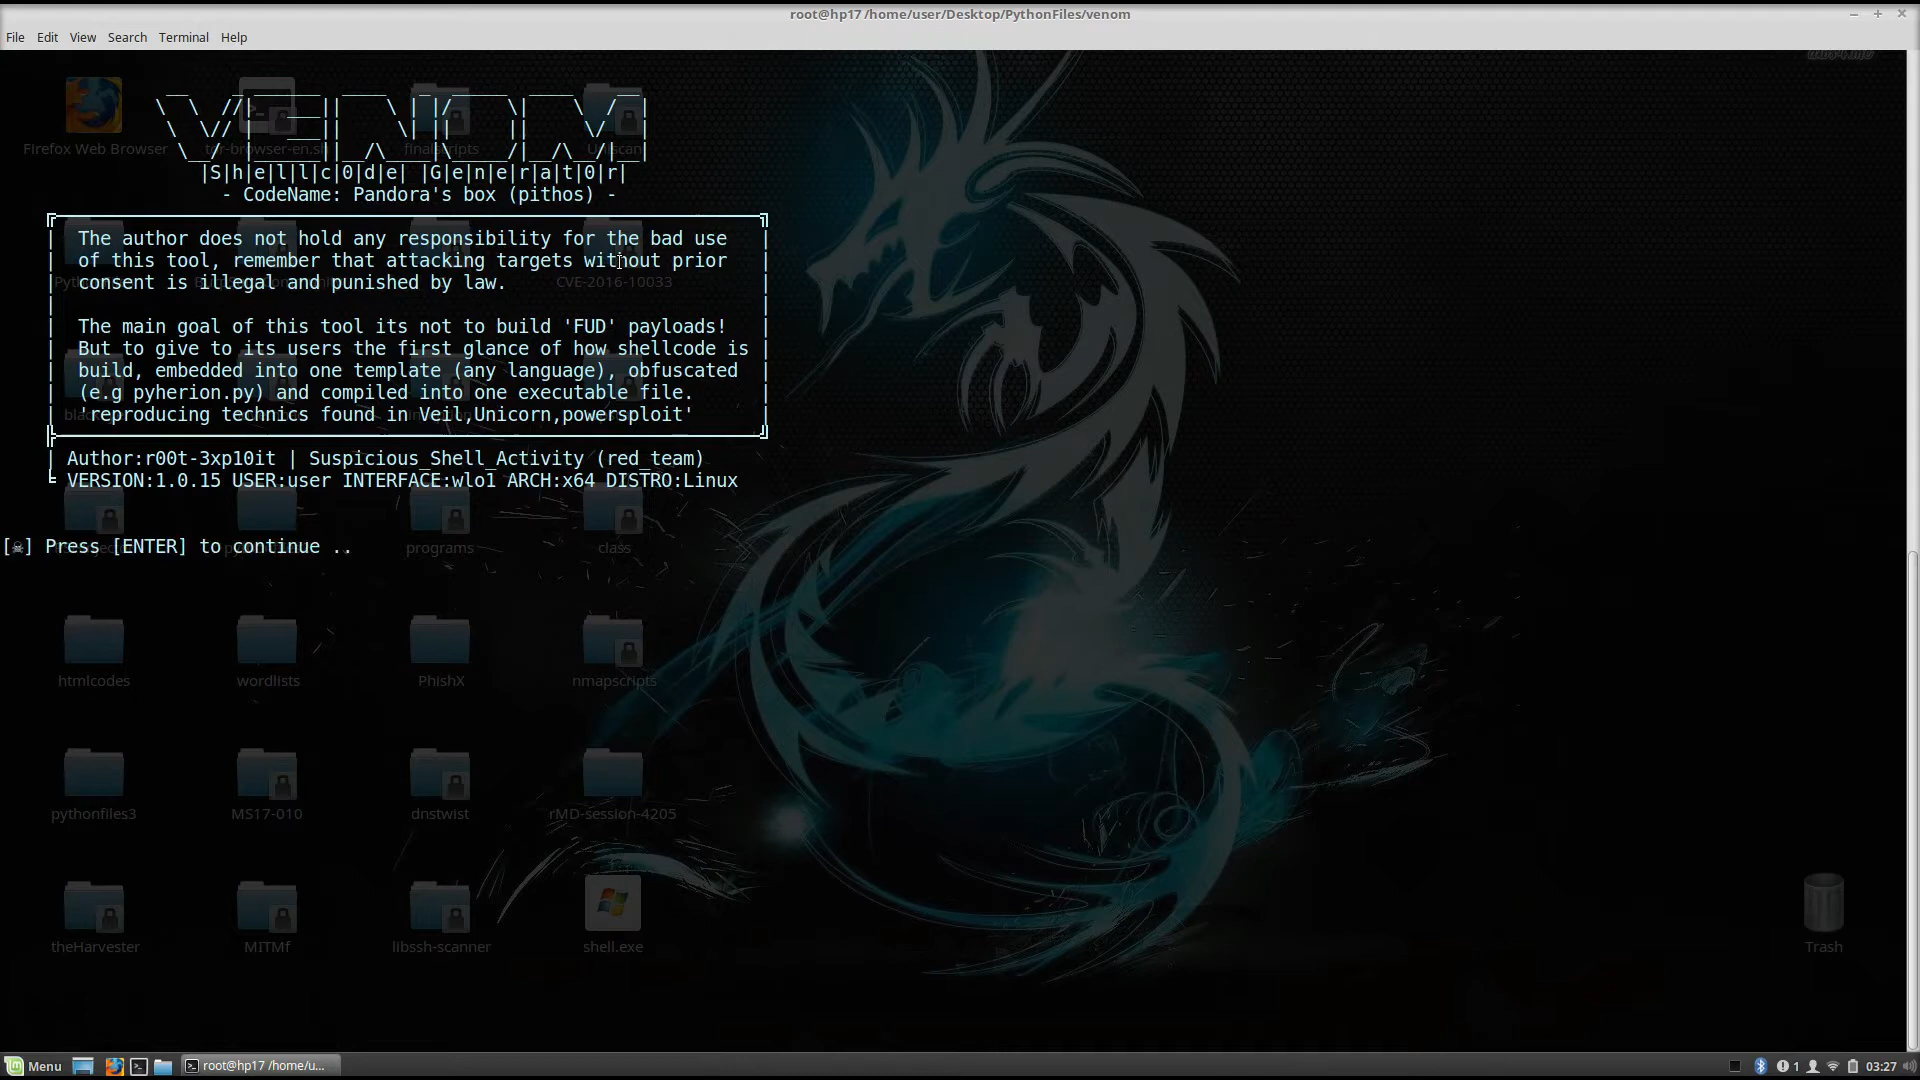 root@hp17 /home/user/Desktop/PythonFiles/venom
File Edit View Search Terminal Help
|S|h|e|l|l|c|0|d|e| |G|e|n|e|r|a|t|0|r|
- CodeName: Pandora's box (pithos) -
The author does not hold any responsibility for the bad use
of this tool, remember that attacking targets without prior
consent is illegal and punished by law.
The main goal of this tool its not to build 'FUD' payloads!
But to give to its users the first glance of how shellcode is
build, embedded into one template (any language), obfuscated
(e.g pyherion.py) and compiled into one executable file.
'reproducing technics found in Veil,Unicorn,powersploit'
Author:r00t-3xp10it | Suspicious_Shell_Activity (red_team)
VERSION:1.0.15 USER:user INTERFACE:wlo1 ARCH:x64 DISTRO:Linux
[☠] Press [ENTER] to continue ..
Firefox Web Browser tor-browser-en.sh finalscripts Uniscan
CVE-2016-10033
programs class
htmlcodes wordlists PhishX nmapscripts
pythonfiles3 MS17-010 dnstwist rMD-session-4205
theHarvester MITMf libssh-scanner shell.exe
Trash
Menu root@hp17 /home/u... 1 03:27